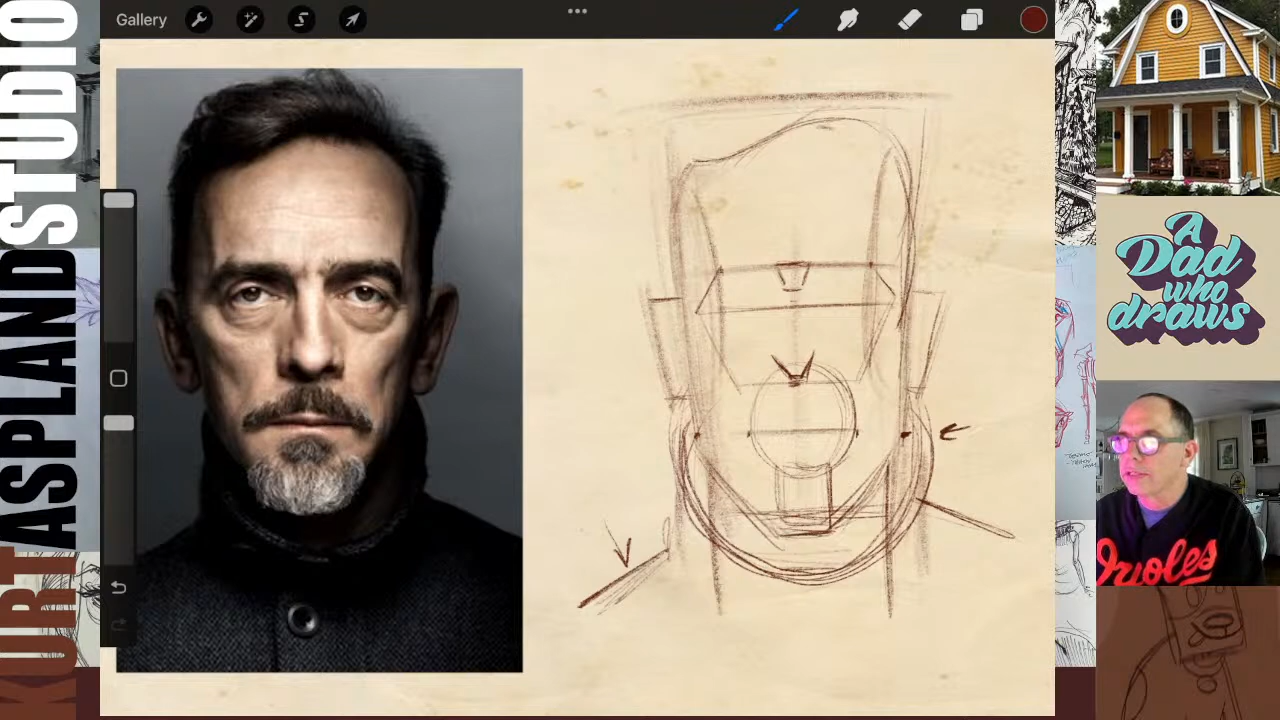 Gallery
KURT ASPLAND STUDIO
A
Dad
who
draws
Orioles